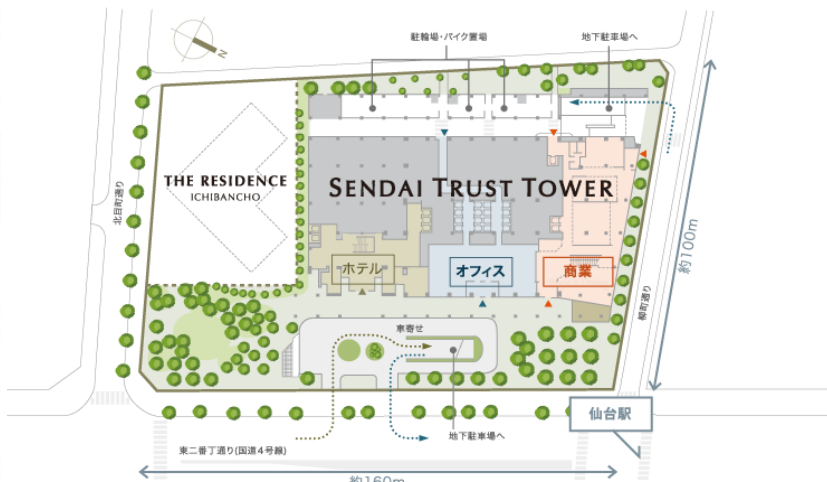 駐輪場・バイク置場
地下駐車場へ
N
THE RESIDENCE
ICHIBANCHO
SENDAI TRUST TOWER
北目町通り
ホテル
オフィス
商業
約100m
柳町通り
車寄せ
仙台駅
地下駐車場へ
東二番丁通り(国道4号線)
約160m